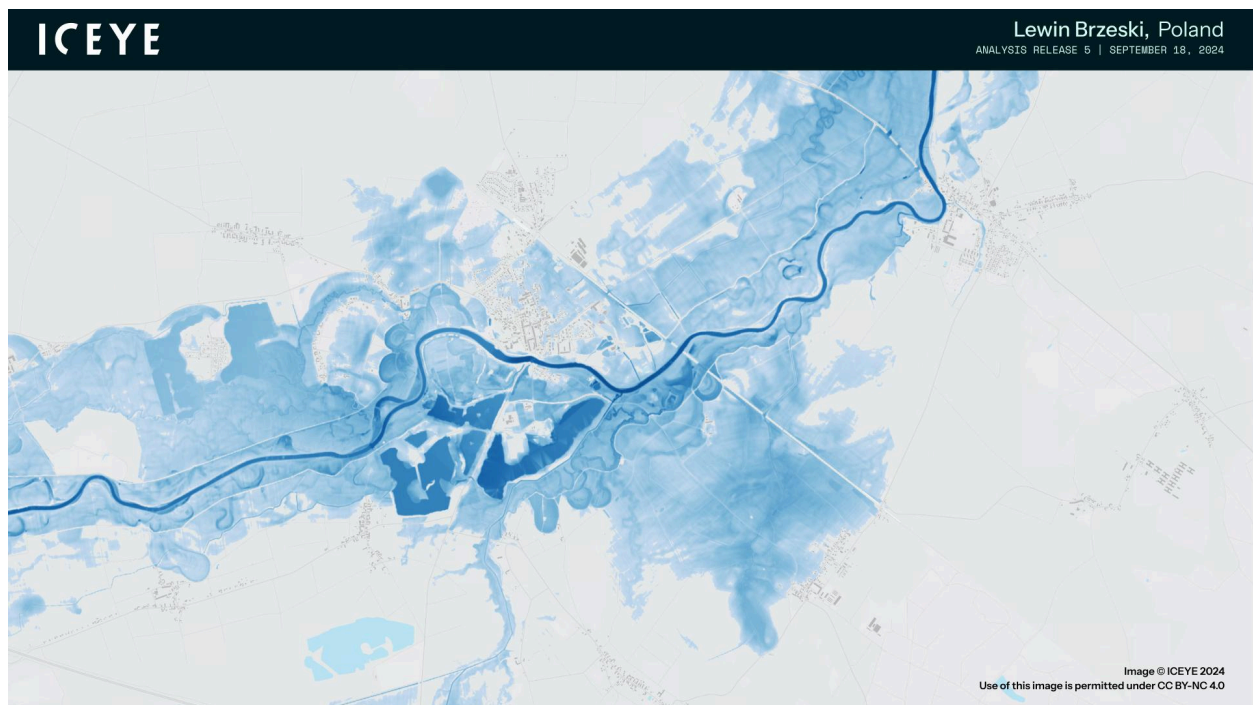 ICEYE
Lewin Brzeski, Poland
ANALYSIS RELEASE 5 | SEPTEMBER 18, 2024
Image © ICEYE 2024
Use of this image is permitted under CC BY-NC 4.0